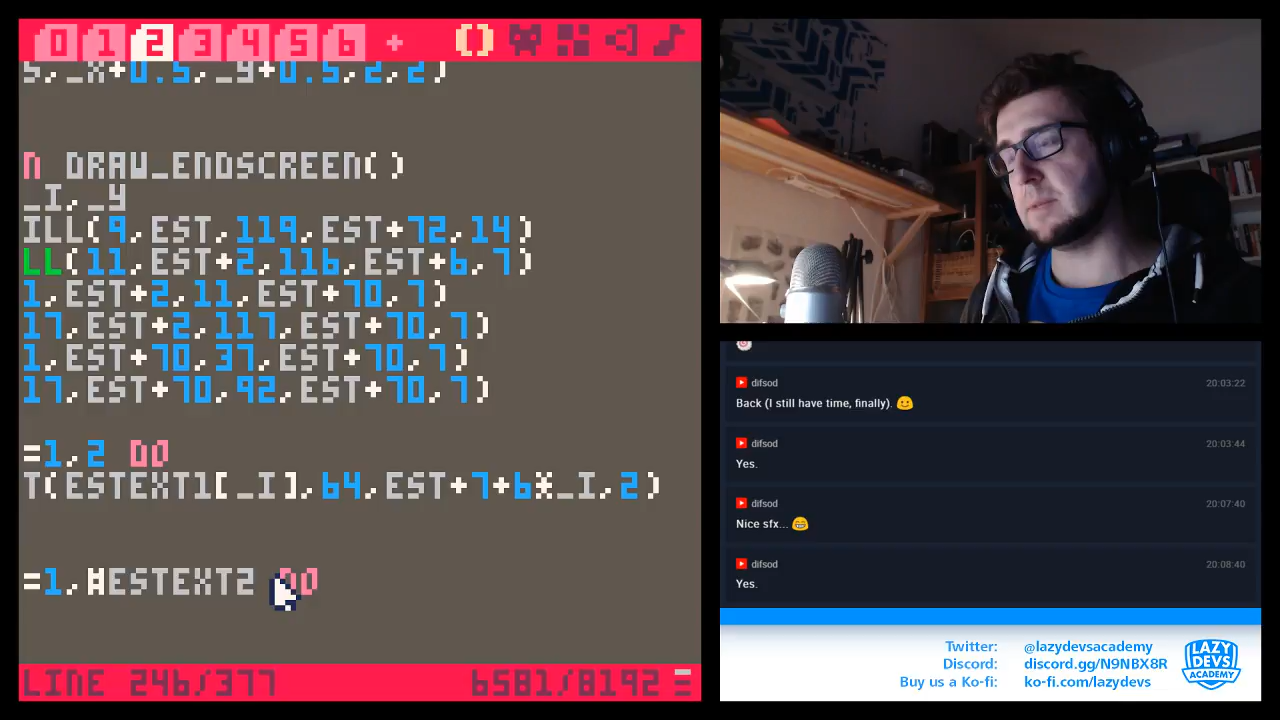 0 1 2 3 4 5 6 +
S,_X+0.5,_Y+0.5,2,2)
N DRAW_ENDSCREEN()
_I,_Y
ILL(9,EST,119,EST+72,14)
LL(11,EST+2,116,EST+6,7)
1,EST+2,11,EST+70,7)
17,EST+2,117,EST+70,7)
1,EST+70,37,EST+70,7)
17,EST+70,92,EST+70,7)
=1,2 DO
T(ESTEXT1[_I],64,EST+7+6*_I,2)
=1,#ESTEXT2 DO
LINE 246/377
6581/8192
difsod 20:03:22
Back (I still have time, finally).
difsod 20:03:44
Yes.
difsod 20:07:40
Nice sfx...
difsod 20:08:40
Yes.
Twitter: @lazydevsacademy
Discord: discord.gg/N9NBX8R
Buy us a Ko-fi: ko-fi.com/lazydevs
LAZY
DEVS
ACADEMY